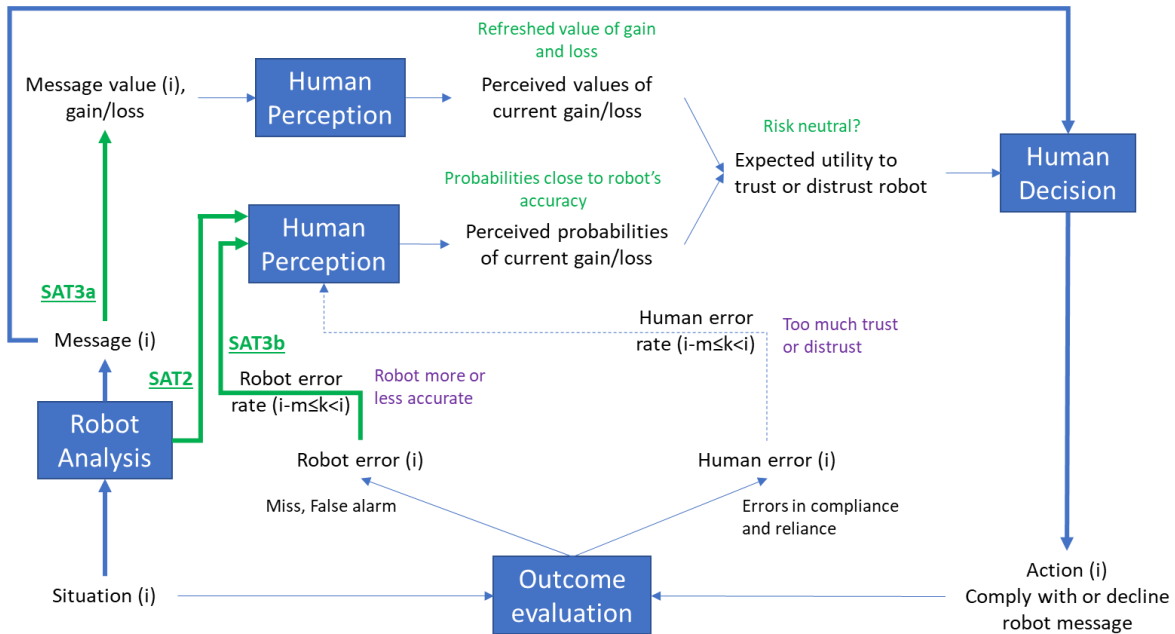 Refreshed value of gain
and loss
Message value (i),
gain/loss
Human
Perception
Perceived values of
current gain/loss
Risk neutral?
Expected utility to
trust or distrust robot
Human
Decision
Probabilities close to robot's
accuracy
Human
Perception
Perceived probabilities
of current gain/loss
SAT3a
Message (i)
SAT2
SAT3b
Robot error
rate (i-m≤k<i)
Robot more or
less accurate
Human error
rate (i-m≤k<i)
Too much trust
or distrust
Robot
Analysis
Robot error (i)
Human error (i)
Miss, False alarm
Errors in compliance
and reliance
Situation (i)
Outcome
evaluation
Action (i)
Comply with or decline
robot message